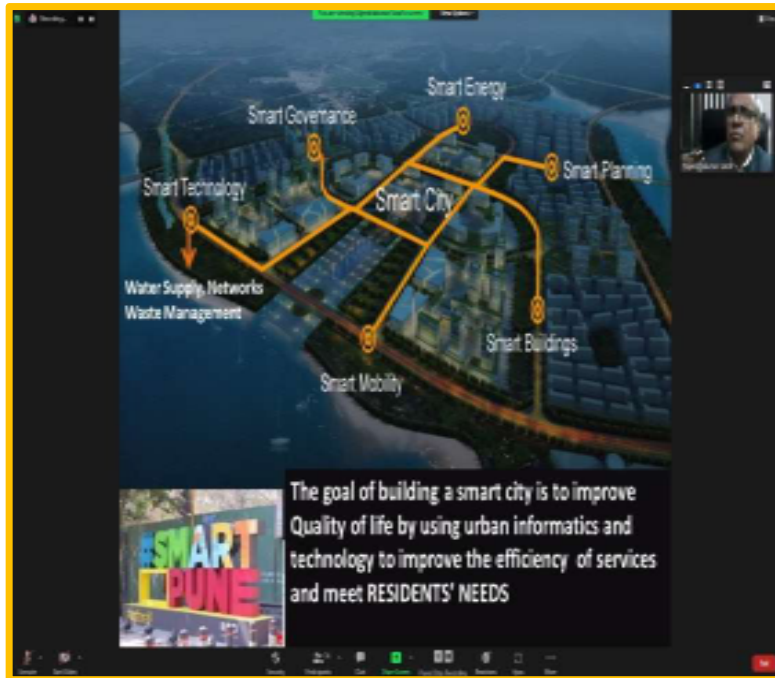 Smart Energy
Smart Governance
Smart Planning
Smart Technology
Smart City
Water Supply, Networks
Waste Management
Smart Buildings
Smart Mobility
The goal of building a smart city is to improve
Quality of life by using urban informatics and
technology to improve the efficiency of services
and meet RESIDENTS' NEEDS
#SMART
PUNE